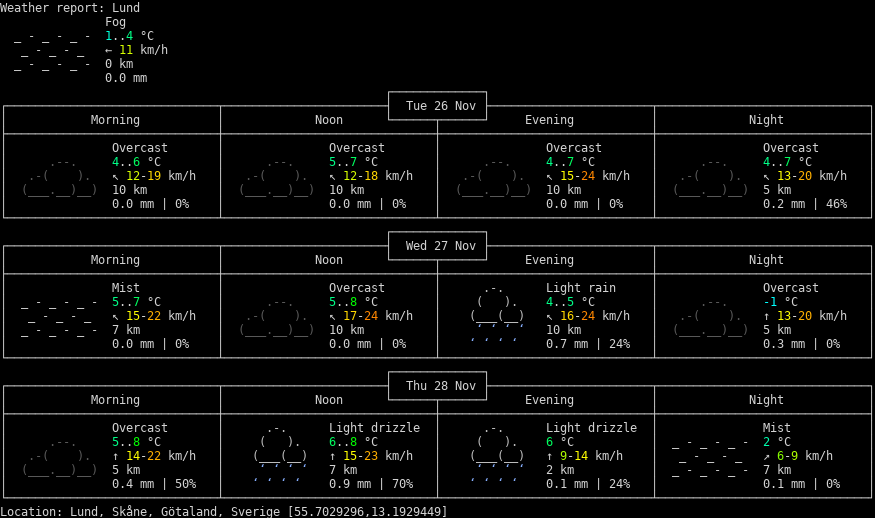 Weather report: Lund
Fog
1..4 °C
← 11 km/h
0 km
0.0 mm
Tue 26 Nov
Morning Noon Evening Night
Overcast Overcast Overcast Overcast
4..6 °C 5..7 °C 4..7 °C 4..7 °C
↖ 12-19 km/h ↖ 12-18 km/h ↖ 15-24 km/h ↖ 13-20 km/h
10 km 10 km 10 km 5 km
0.0 mm | 0% 0.0 mm | 0% 0.0 mm | 0% 0.2 mm | 46%
Wed 27 Nov
Morning Noon Evening Night
Mist Overcast Light rain Overcast
5..7 °C 5..8 °C 4..5 °C -1 °C
↖ 15-22 km/h ↖ 17-24 km/h ↖ 16-24 km/h ↑ 13-20 km/h
7 km 10 km 10 km 5 km
0.0 mm | 0% 0.0 mm | 0% 0.7 mm | 24% 0.3 mm | 0%
Thu 28 Nov
Morning Noon Evening Night
Overcast Light drizzle Light drizzle Mist
5..8 °C 6..8 °C 6 °C 2 °C
↑ 14-22 km/h ↑ 15-23 km/h ↑ 9-14 km/h ↗ 6-9 km/h
5 km 7 km 2 km 7 km
0.4 mm | 50% 0.9 mm | 70% 0.1 mm | 24% 0.1 mm | 0%
Location: Lund, Skåne, Götaland, Sverige [55.7029296,13.1929449]